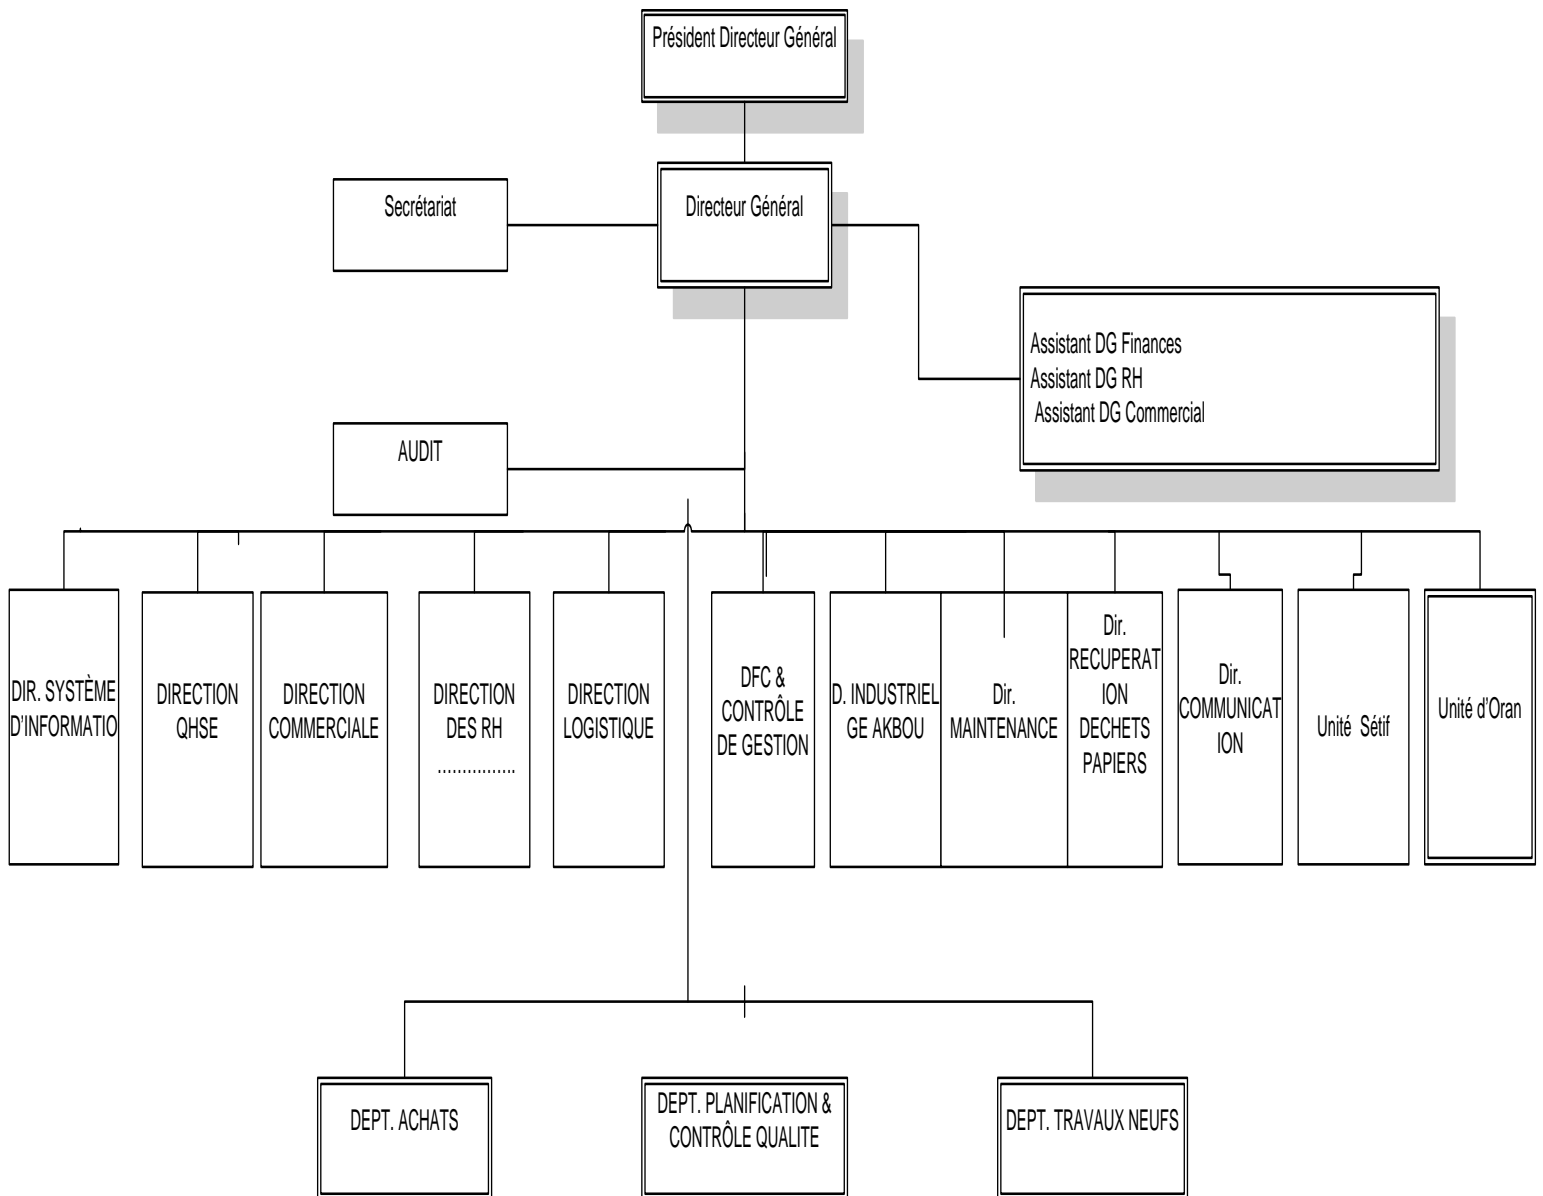 Président Directeur Général
Secrétariat
Directeur Général
Assistant DG Finances
Assistant DG RH
Assistant DG Commercial
AUDIT
DIR. SYSTÈME
D'INFORMATIO
DIRECTION
QHSE
DIRECTION
COMMERCIALE
DIRECTION
DES RH
................
DIRECTION
LOGISTIQUE
DFC &
CONTRÔLE
DE GESTION
D. INDUSTRIEL
GE AKBOU
Dir.
MAINTENANCE
Dir.
RECUPERAT
ION
DECHETS
PAPIERS
Dir.
COMMUNICAT
ION
Unité Sétif
Unité d'Oran
DEPT. ACHATS
DEPT. PLANIFICATION &
CONTRÔLE QUALITE
DEPT. TRAVAUX NEUFS